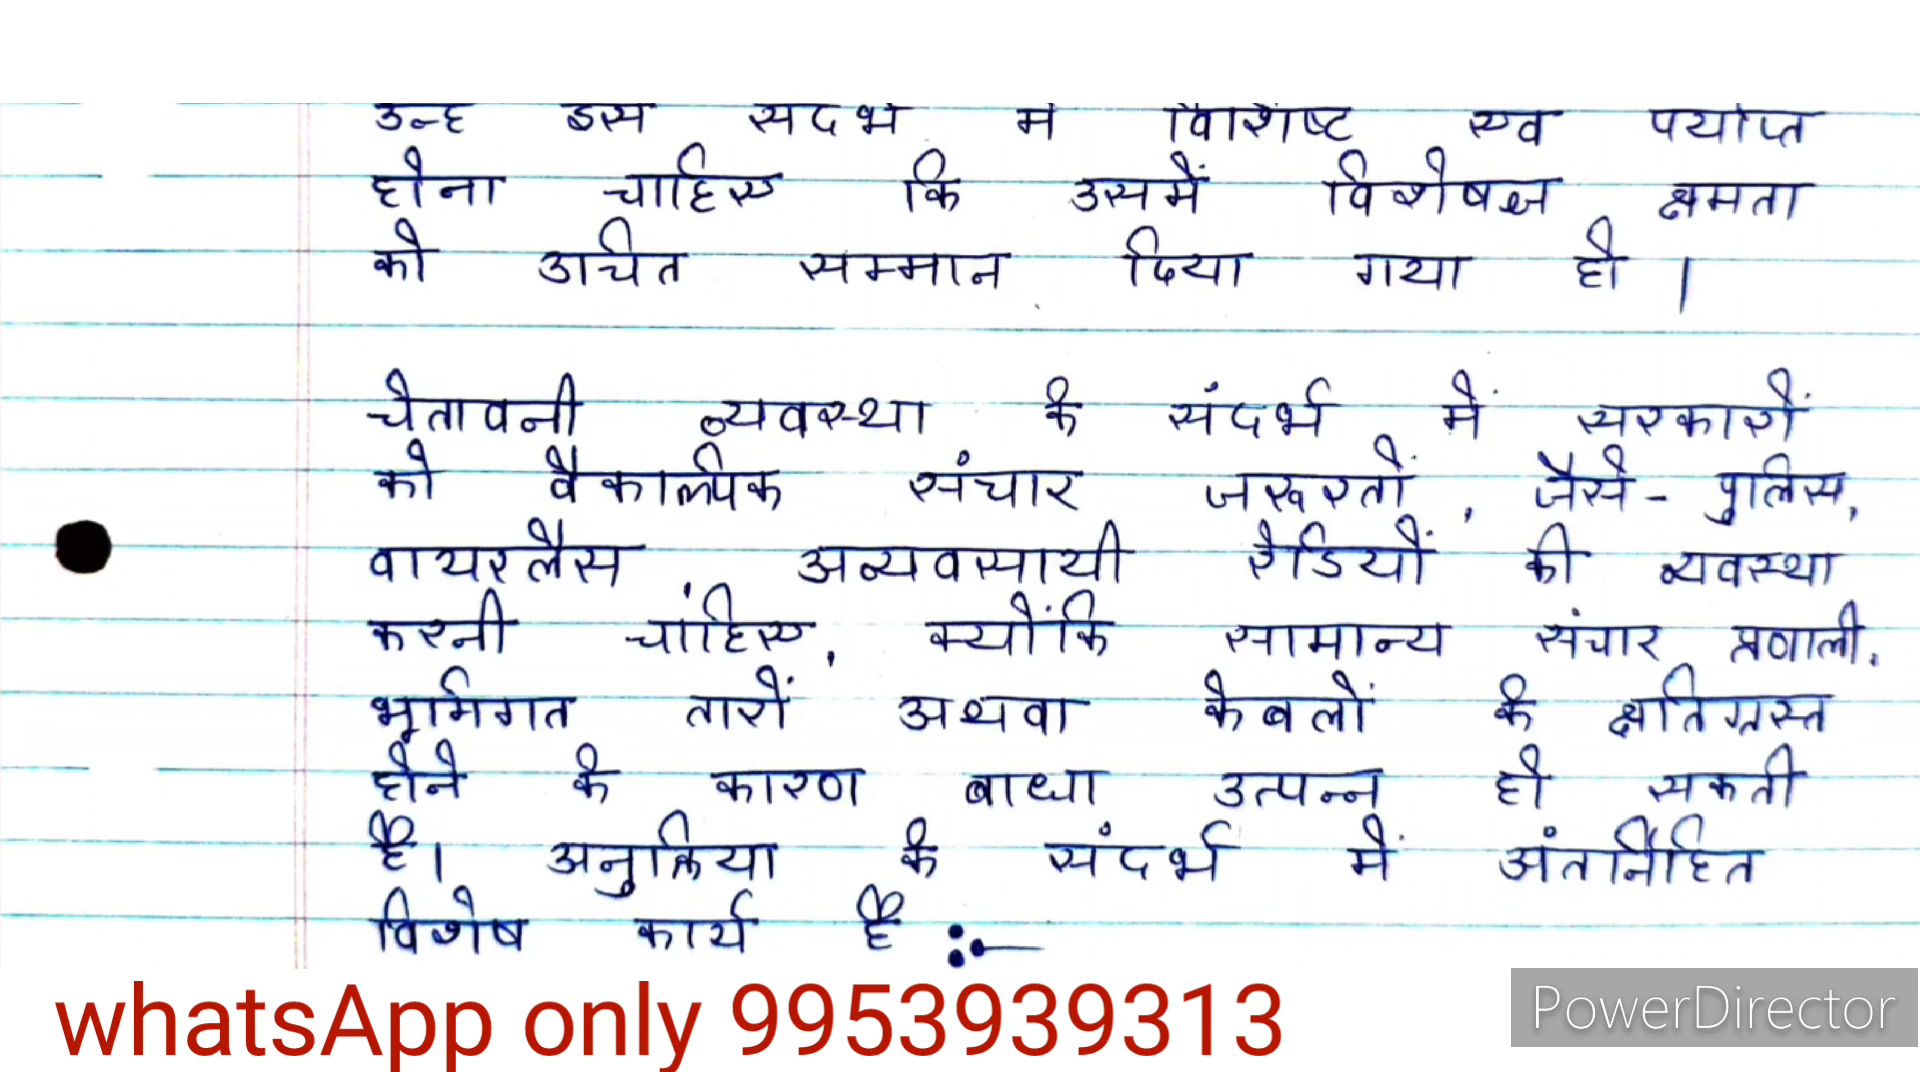 उन्हें इस संदर्भ में विशिष्ट एवं पर्याप्त
होना चाहिए कि उसमें विशेषज्ञ क्षमता
को उचित सम्मान दिया गया हो ।
चेतावनी व्यवस्था के संदर्भ में सरकारों
को वैकल्पिक संचार जरूरतों, जैसे - पुलिस,
वायरलैस, अव्यवसायी रेडियों की व्यवस्था
करनी चाहिए, क्योंकि सामान्य संचार प्रणाली,
भूमिगत तारों अथवा केबलों के क्षतिग्रस्त
होने के कारण बाधा उत्पन्न हो सकती
है। अनुक्रिया के संदर्भ में अंतर्निहित
विशेष कार्य है :-
whatsApp only 9953939313
PowerDirector